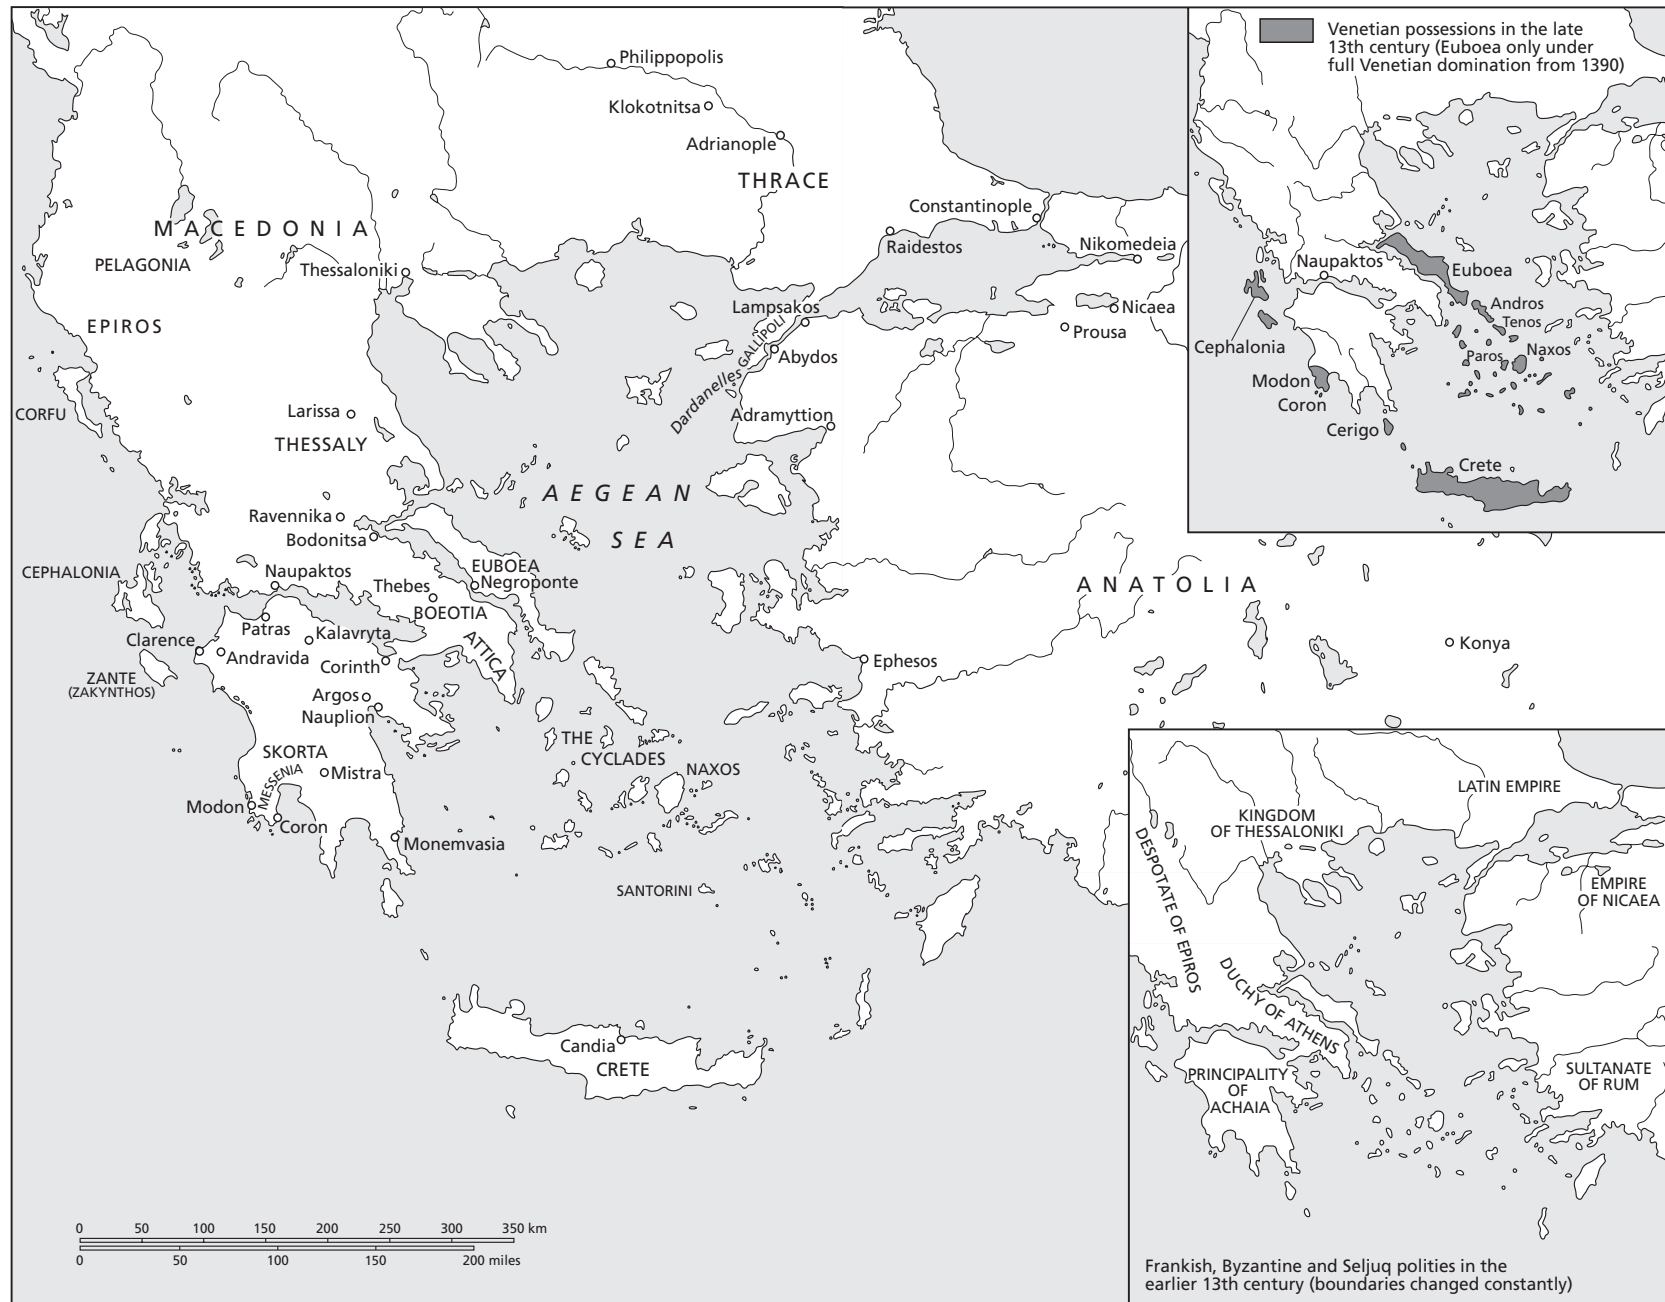 Philippopolis
Klokotnitsa
Adrianople
THRACE
Constantinople
Raidestos
Nikomedeia
MACEDONIA
PELAGONIA
Thessaloniki
Lampsakos
GALLIPOLI
Nicaea
Prousa
EPIROS
Abydos
Dardanelles
CORFU
Larissa
THESSALY
Adramyttion
AEGEAN
SEA
Ravennika
Bodonitsa
EUBOEA
Negroponte
CEPHALONIA
Naupaktos
Thebes
BOEOTIA
ANATOLIA
Patras
Kalavryta
Clarence
Andravida
Corinth
ATTICA
Ephesos
Konya
ZANTE
(ZAKYNTHOS)
Argos
Nauplion
THE
CYCLADES
SKORTA
NAXOS
MESSENIA
Mistra
Modon
Coron
Monemvasia
SANTORINI
Candia
CRETE
0 50 100 150 200 250 300 350 km
0 50 100 150 200 miles
Venetian possessions in the late
13th century (Euboea only under
full Venetian domination from 1390)
Naupaktos
Euboea
Andros
Tenos
Cephalonia
Paros
Naxos
Modon
Coron
Cerigo
Crete
LATIN EMPIRE
KINGDOM
OF THESSALONIKI
DESPOTATE OF EPIROS
EMPIRE
OF NICAEA
DUCHY OF ATHENS
PRINCIPALITY
OF
ACHAIA
SULTANATE
OF RUM
Frankish, Byzantine and Seljuq polities in the
earlier 13th century (boundaries changed constantly)